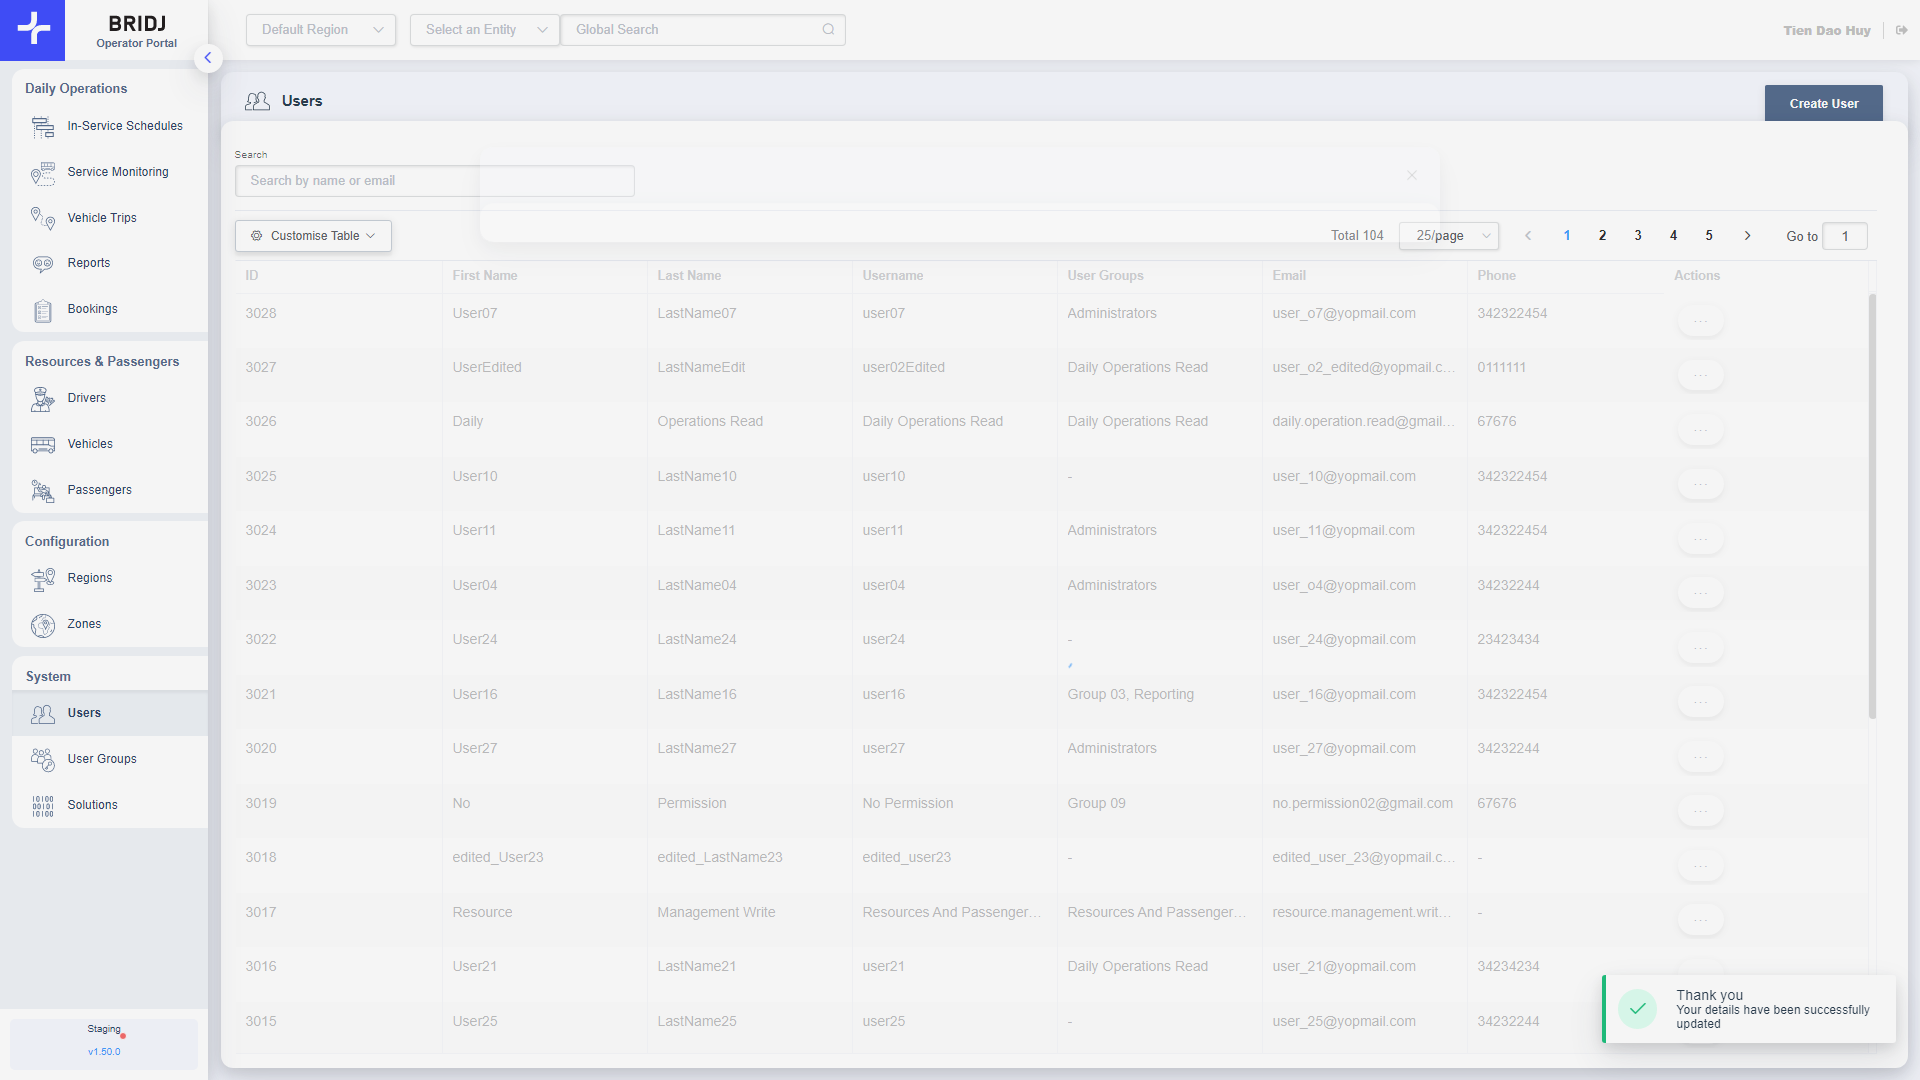 BRIDJ
Operator Portal
Default Region
Select an Entity
Global Search
Tien Dao Huy
Daily Operations
In-Service Schedules
Service Monitoring
Vehicle Trips
Reports
Bookings
Resources & Passengers
Drivers
Vehicles
Passengers
Configuration
Regions
Zones
System
Users
User Groups
Solutions
Staging
v1.50.0
Users
Create User
Search
Search by name or email
Customise Table
Total 104
25/page
1 2 3 4 5
Go to 1
ID First Name Last Name Username User Groups Email Phone Actions
3028 User07 LastName07 user07 Administrators user_o7@yopmail.com 342322454 ...
3027 UserEdited LastNameEdit user02Edited Daily Operations Read user_o2_edited@yopmail.c... 0111111 ...
3026 Daily Operations Read Daily Operations Read Daily Operations Read daily.operation.read@gmail... 67676 ...
3025 User10 LastName10 user10 - user_10@yopmail.com 342322454 ...
3024 User11 LastName11 user11 Administrators user_11@yopmail.com 342322454 ...
3023 User04 LastName04 user04 Administrators user_o4@yopmail.com 34232244 ...
3022 User24 LastName24 user24 - user_24@yopmail.com 23423434 ...
3021 User16 LastName16 user16 Group 03, Reporting user_16@yopmail.com 342322454 ...
3020 User27 LastName27 user27 Administrators user_27@yopmail.com 34232244 ...
3019 No Permission No Permission Group 09 no.permission02@gmail.com 67676 ...
3018 edited_User23 edited_LastName23 edited_user23 - edited_user_23@yopmail.c... - ...
3017 Resource Management Write Resources And Passenger... Resources And Passenger... resource.management.writ... - ...
3016 User21 LastName21 user21 Daily Operations Read user_21@yopmail.com 34234234
3015 User25 LastName25 user25 - user_25@yopmail.com 34232244
Thank you
Your details have been successfully
updated